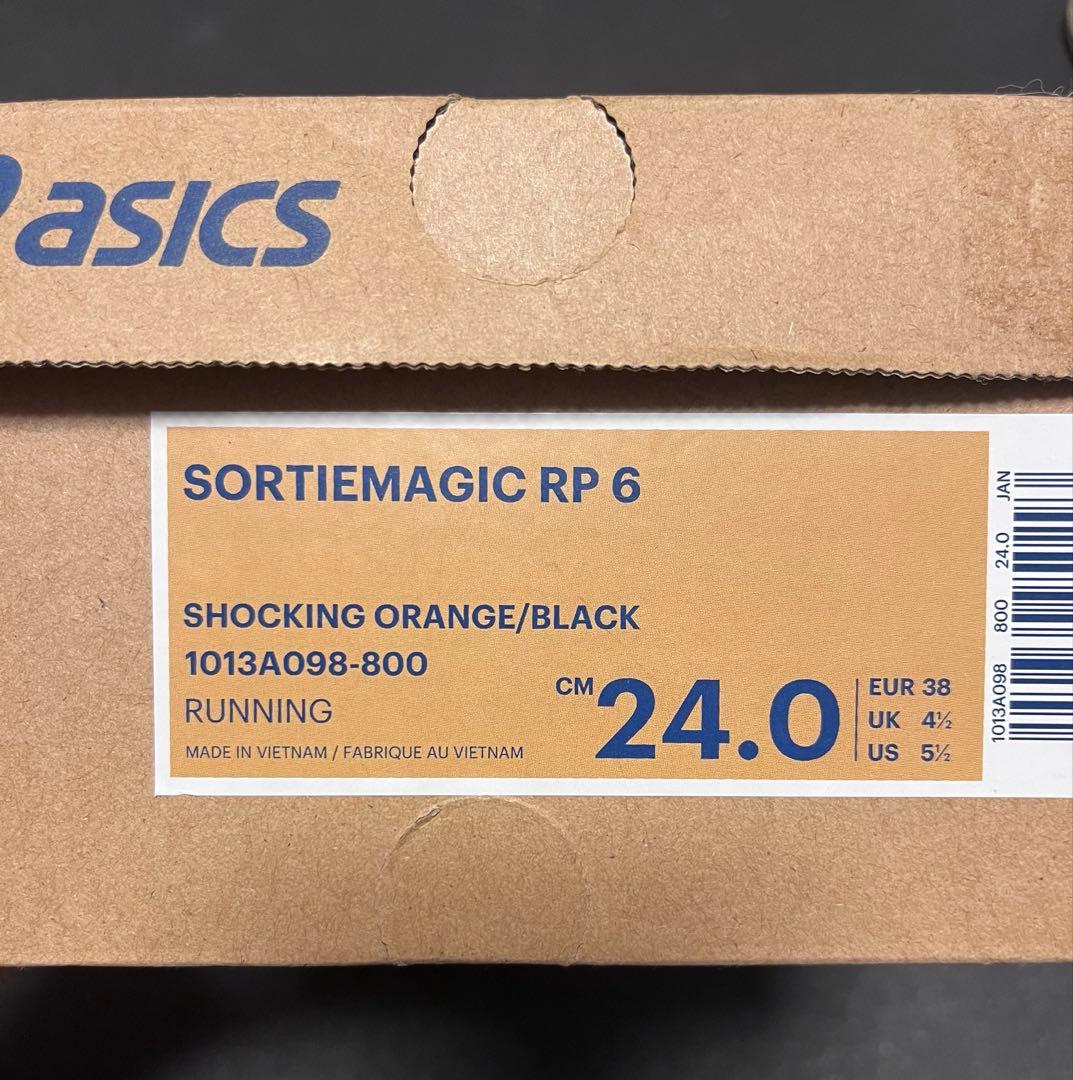 asics
SORTIEMAGIC RP 6
SHOCKING ORANGE/BLACK
1013A098-800
RUNNING
MADE IN VIETNAM / FABRIQUE AU VIETNAM
CM 24.0
EUR 38
UK 4½
US 5½
1013A098 800 24.0 JAN